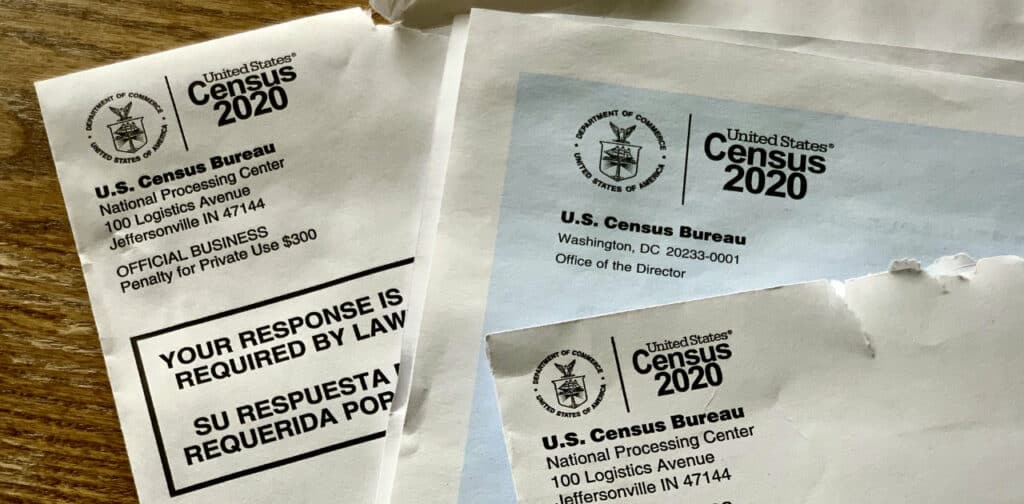 DEPARTMENT OF COMMERCE
UNITED STATES OF AMERICA
United States®
Census
2020
U.S. Census Bureau
National Processing Center
100 Logistics Avenue
Jeffersonville IN 47144
OFFICIAL BUSINESS
Penalty for Private Use $300
YOUR RESPONSE IS
REQUIRED BY LAW
SU RESPUESTA
REQUERIDA POR
DEPARTMENT OF COMMERCE
UNITED STATES OF AMERICA
United States®
Census
2020
U.S. Census Bureau
Washington, DC 20233-0001
Office of the Director
DEPARTMENT OF COMMERCE
UNITED STATES OF AMERICA
United States®
Census
2020
U.S. Census Bureau
National Processing Center
100 Logistics Avenue
Jeffersonville IN 47144